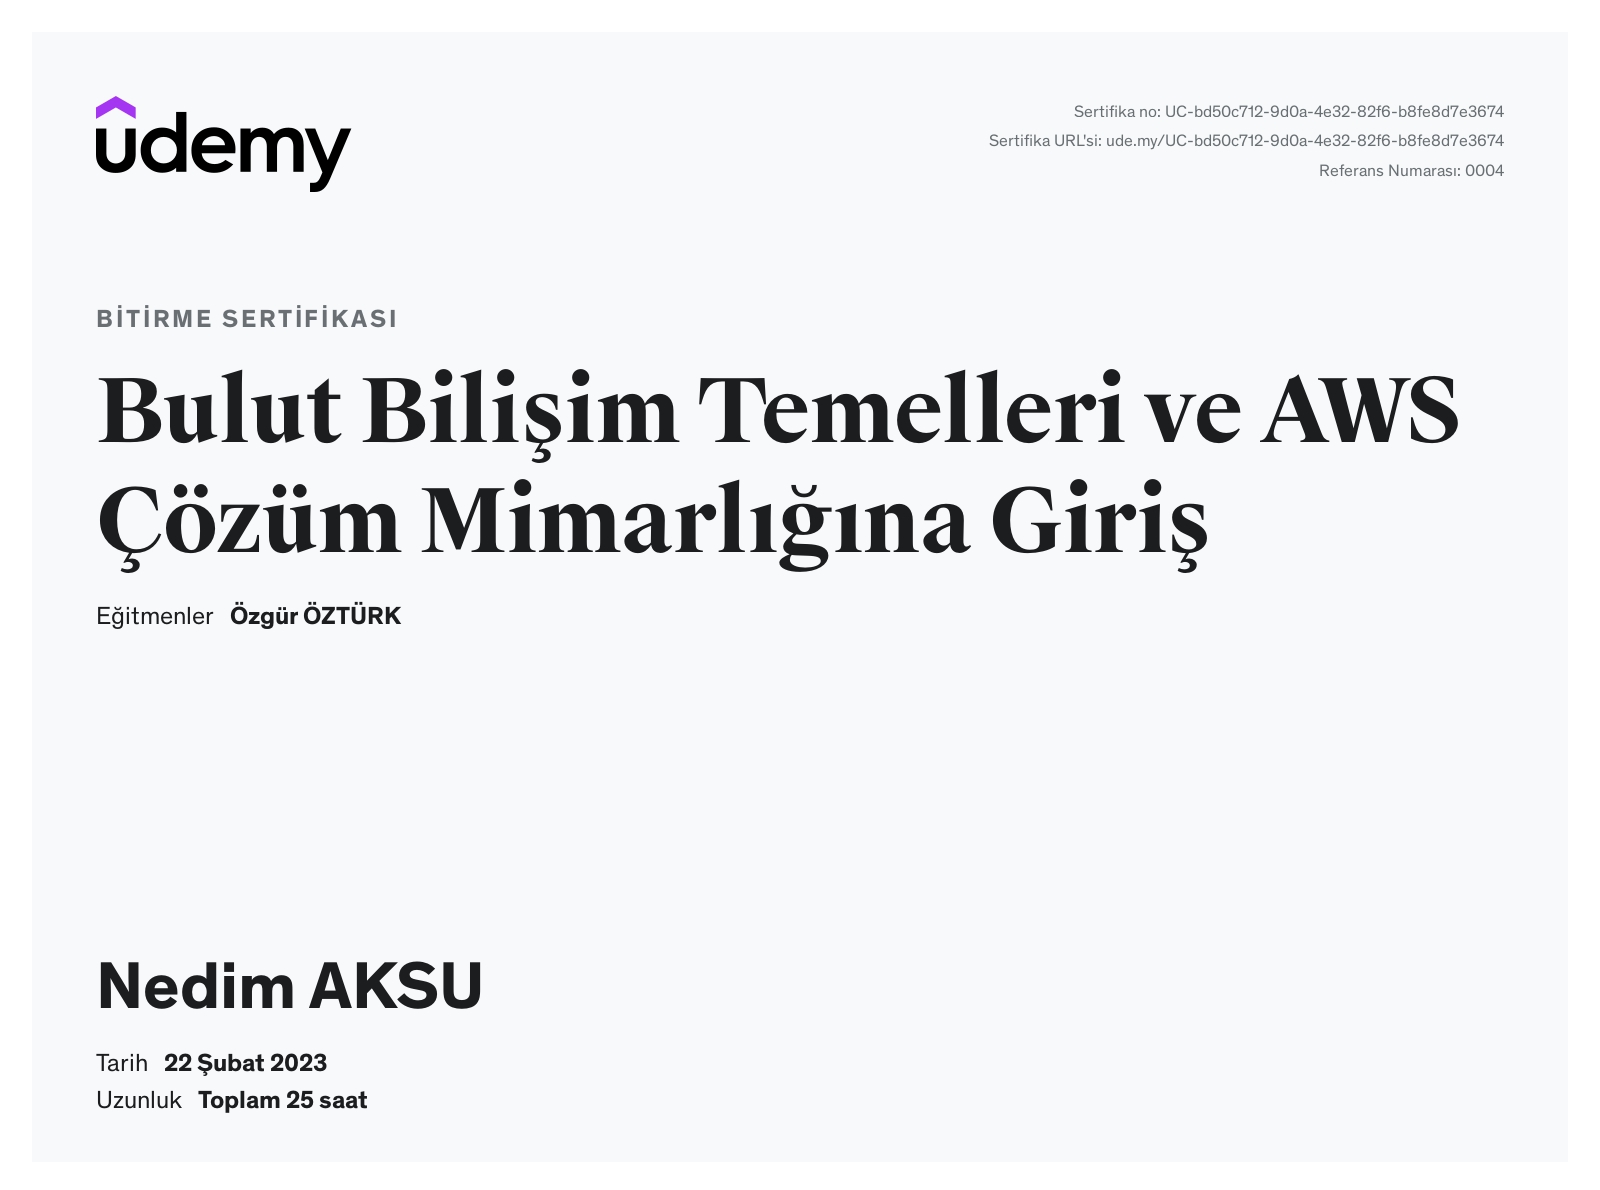 udemy
Sertifika no: UC-bd50c712-9d0a-4e32-82f6-b8fe8d7e3674
Sertifika URL'si: ude.my/UC-bd50c712-9d0a-4e32-82f6-b8fe8d7e3674
Referans Numarası: 0004
BİTİRME SERTİFİKASI
Bulut Bilişim Temelleri ve AWS
Çözüm Mimarlığına Giriş
Eğitmenler Özgür ÖZTÜRK
Nedim AKSU
Tarih 22 Şubat 2023
Uzunluk Toplam 25 saat